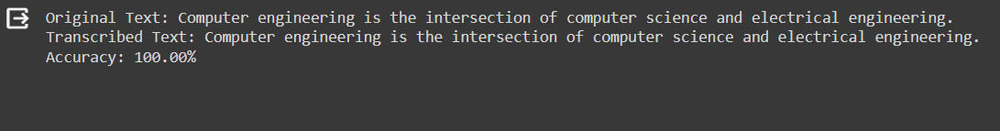 Original Text: Computer engineering is the intersection of computer science and electrical engineering.
Transcribed Text: Computer engineering is the intersection of computer science and electrical engineering.
Accuracy: 100.00%